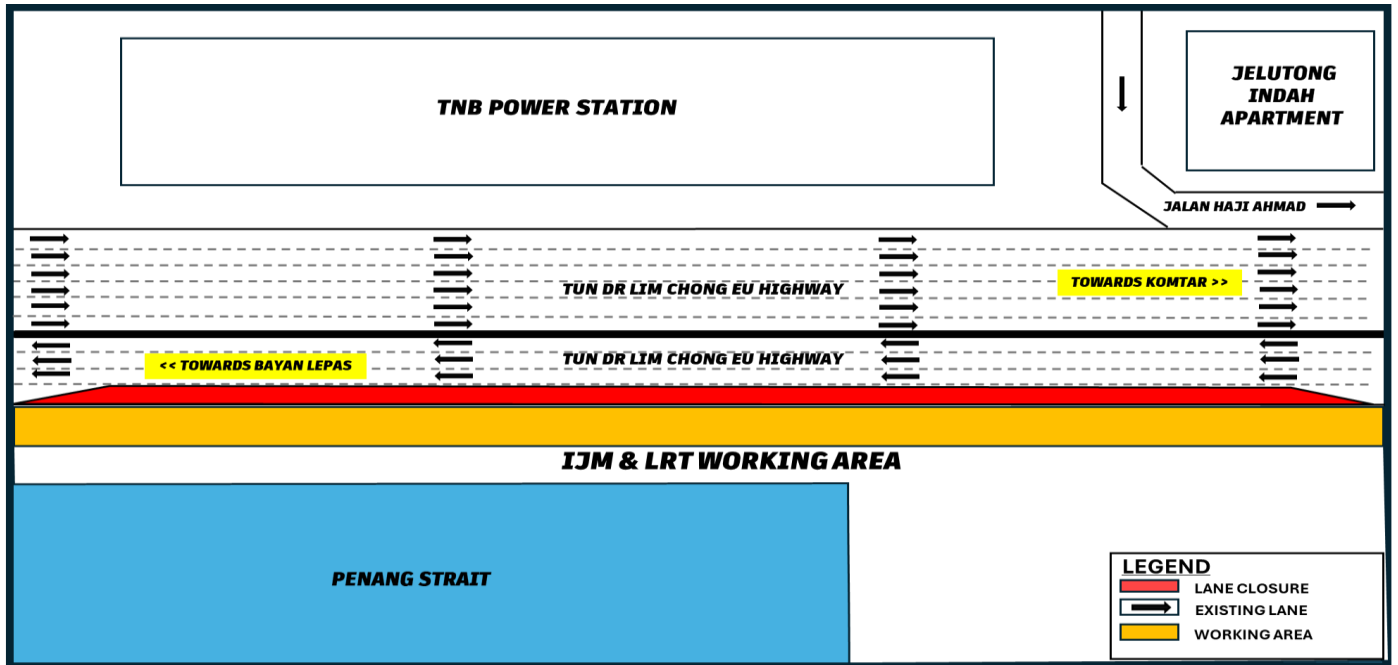 TNB POWER STATION
JELUTONG
INDAH
APARTMENT
JALAN HAJI AHMAD
TUN DR LIM CHONG EU HIGHWAY
TOWARDS KOMTAR >>
<< TOWARDS BAYAN LEPAS
TUN DR LIM CHONG EU HIGHWAY
IJM & LRT WORKING AREA
PENANG STRAIT
LEGEND
LANE CLOSURE
EXISTING LANE
WORKING AREA